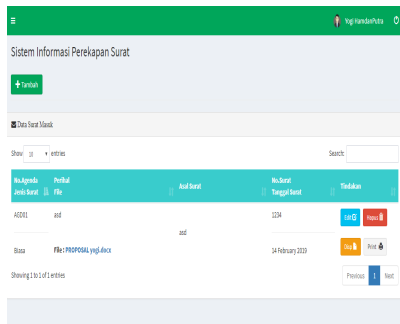 Yogi HamdanPutra
Sistem Informasi Perekapan Surat
+ Tambah
Data Surat Masuk
Show 10 entries
Search:
No.Agenda
Jenis Surat
Perihal
File
Asal Surat
No.Surat
Tanggal Surat
Tindakan
AGD01
asd
asd
1234
Edit
Hapus
Biasa
File : PROPOSAL yogi.docx
14 February 2019
Disp
Print
Showing 1 to 1 of 1 entries
Previous 1 Next